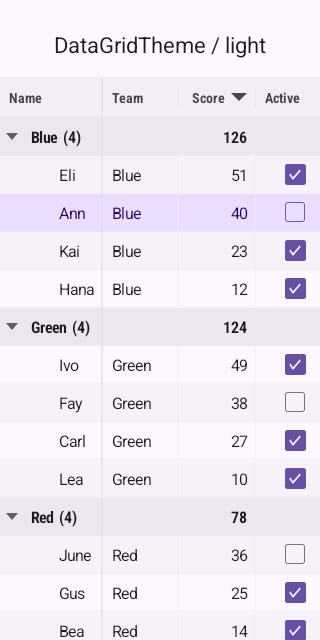 DataGridTheme / light
Name Team Score Active
Blue (4) 126
Eli Blue 51
Ann Blue 40
Kai Blue 23
Hana Blue 12
Green (4) 124
Ivo Green 49
Fay Green 38
Carl Green 27
Lea Green 10
Red (4) 78
June Red 36
Gus Red 25
Bea Red 14